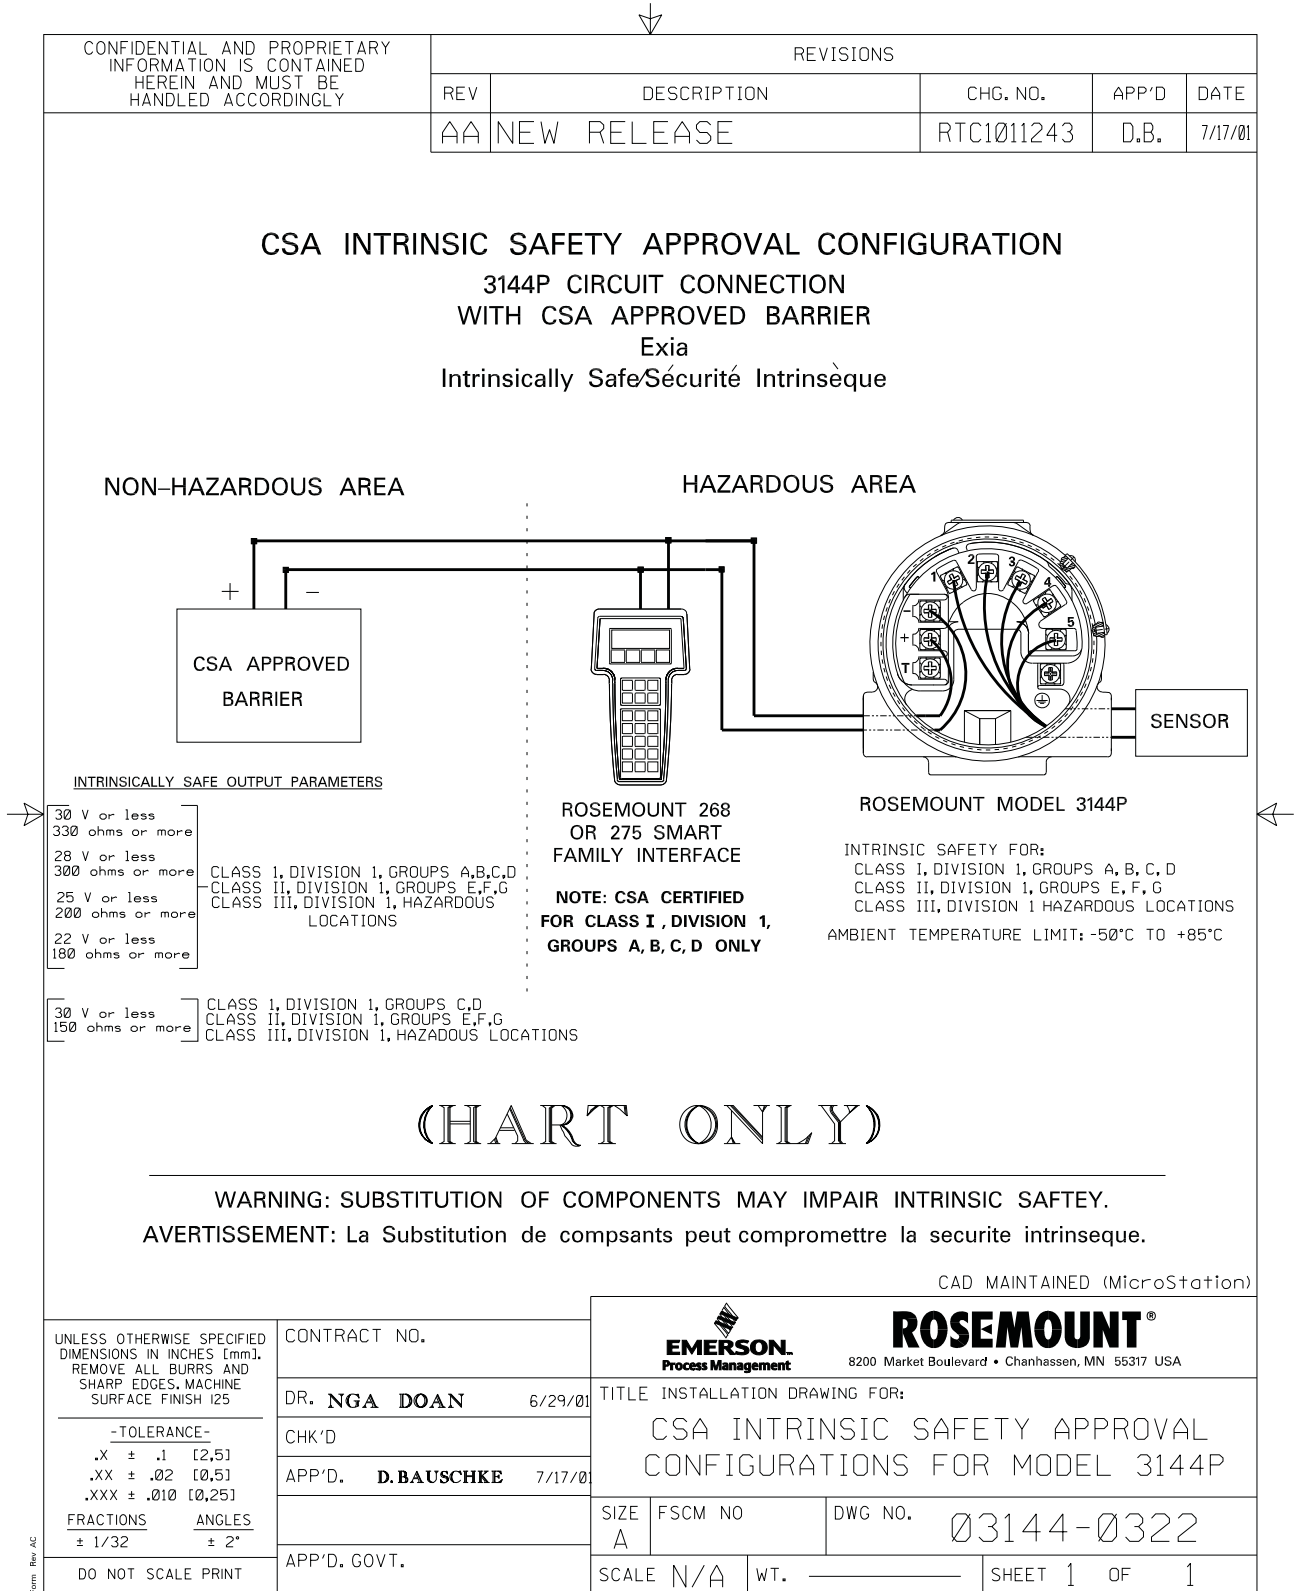 CONFIDENTIAL AND PROPRIETARY
INFORMATION IS CONTAINED
HEREIN AND MUST BE
HANDLED ACCORDINGLY
REVISIONS
REV DESCRIPTION CHG. NO. APP'D DATE
AA NEW RELEASE RTC1011243 D.B. 7/17/01
CSA INTRINSIC SAFETY APPROVAL CONFIGURATION
3144P CIRCUIT CONNECTION
WITH CSA APPROVED BARRIER
Exia
Intrinsically Safe/Sécurité Intrinsèque
NON-HAZARDOUS AREA
HAZARDOUS AREA
+ -
CSA APPROVED
BARRIER
1 2 3 4 5
-
+
T
SENSOR
INTRINSICALLY SAFE OUTPUT PARAMETERS
30 V or less
330 ohms or more
28 V or less
300 ohms or more
25 V or less
200 ohms or more
22 V or less
180 ohms or more
CLASS 1, DIVISION 1, GROUPS A,B,C,D
CLASS II, DIVISION 1, GROUPS E,F,G
CLASS III, DIVISION 1, HAZARDOUS
LOCATIONS
30 V or less
150 ohms or more
CLASS 1, DIVISION 1, GROUPS C,D
CLASS II, DIVISION 1, GROUPS E,F,G
CLASS III, DIVISION 1, HAZADOUS LOCATIONS
ROSEMOUNT 268
OR 275 SMART
FAMILY INTERFACE
NOTE: CSA CERTIFIED
FOR CLASS I , DIVISION 1,
GROUPS A, B, C, D ONLY
ROSEMOUNT MODEL 3144P
INTRINSIC SAFETY FOR:
CLASS I, DIVISION 1, GROUPS A, B, C, D
CLASS II, DIVISION 1, GROUPS E, F, G
CLASS III, DIVISION 1 HAZARDOUS LOCATIONS
AMBIENT TEMPERATURE LIMIT: -50°C TO +85°C
(HART ONLY)
WARNING: SUBSTITUTION OF COMPONENTS MAY IMPAIR INTRINSIC SAFTEY.
AVERTISSEMENT: La Substitution de compsants peut compromettre la securite intrinseque.
CAD MAINTAINED (MicroStation)
UNLESS OTHERWISE SPECIFIED
DIMENSIONS IN INCHES [mm].
REMOVE ALL BURRS AND
SHARP EDGES. MACHINE
SURFACE FINISH 125
-TOLERANCE-
.X ± .1 [2,5]
.XX ± .02 [0,5]
.XXX ± .010 [0,25]
FRACTIONS ANGLES
± 1/32 ± 2°
DO NOT SCALE PRINT
orm Rev AC
CONTRACT NO.
DR. NGA DOAN 6/29/01
CHK'D
APP'D. D. BAUSCHKE 7/17/01
APP'D. GOVT.
EMERSON™
Process Management
ROSEMOUNT®
8200 Market Boulevard • Chanhassen, MN 55317 USA
TITLE INSTALLATION DRAWING FOR:
CSA INTRINSIC SAFETY APPROVAL
CONFIGURATIONS FOR MODEL 3144P
SIZE A FSCM NO DWG NO. 03144-0322
SCALE N/A WT. SHEET 1 OF 1